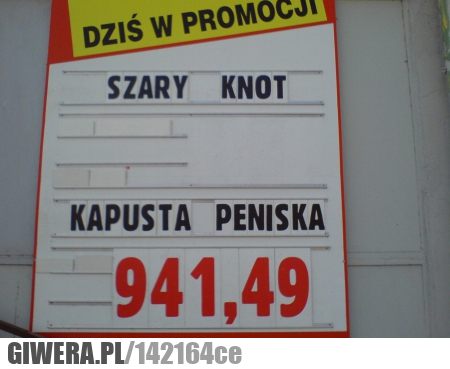 DZIŚ W PROMOCJI
SZARY KNOT
KAPUSTA PENISKA
941,49
GIWERA.PL/142164ce